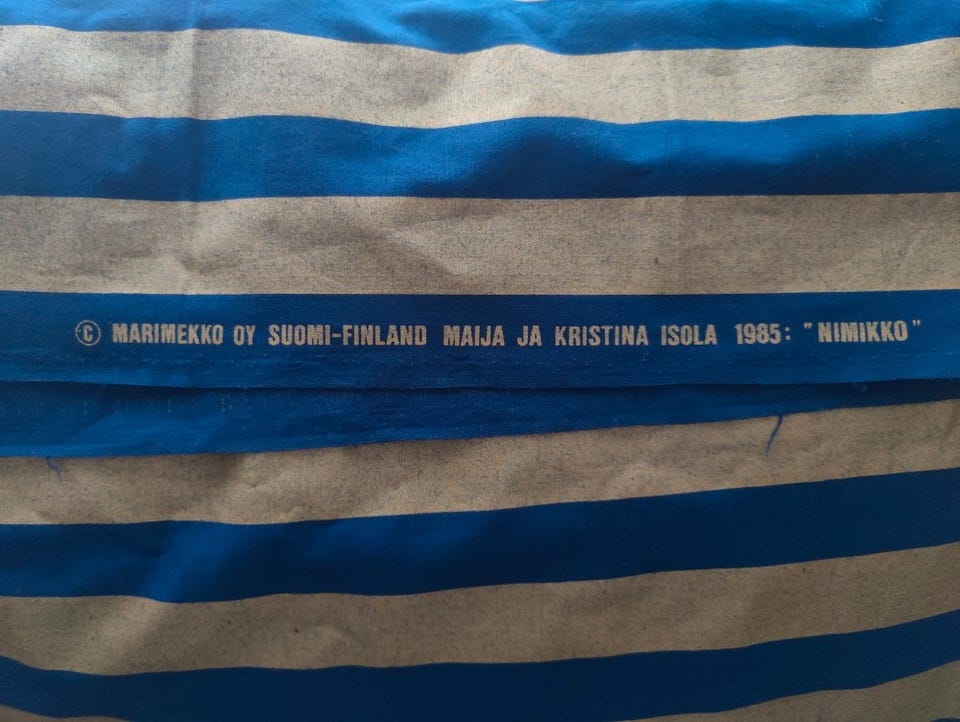 © MARIMEKKO OY SUOMI-FINLAND MAIJA JA KRISTINA ISOLA 1985: "NIMIKKO"